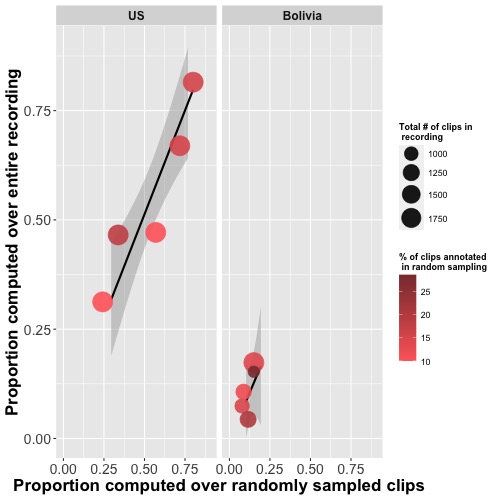 US Bolivia
Proportion computed over entire recording
0.75
0.50
0.25
0.00
0.00 0.25 0.50 0.75 0.00 0.25 0.50 0.75
Proportion computed over randomly sampled clips
Total # of clips in
recording
1000
1250
1500
1750
% of clips annotated
in random sampling
25
20
15
10